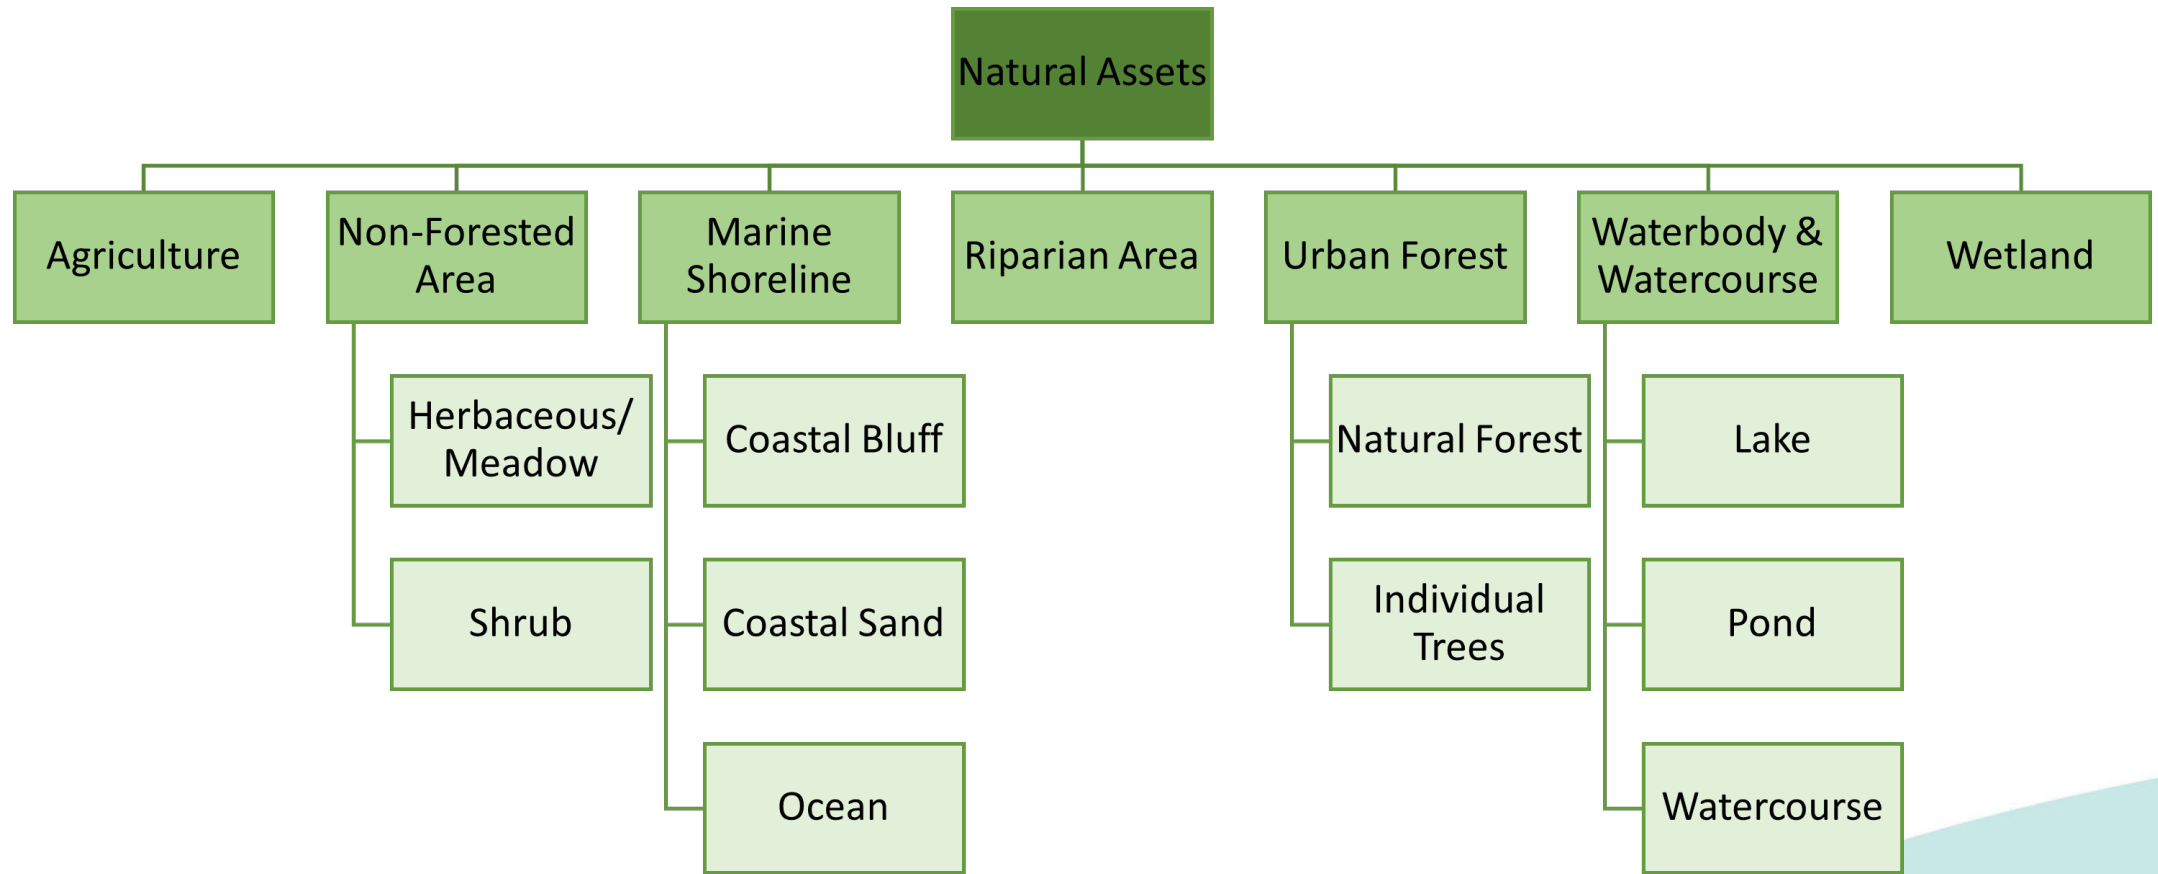 Natural Assets
Agriculture
Non-Forested
Area
Marine
Shoreline
Riparian Area
Urban Forest
Waterbody &
Watercourse
Wetland
Herbaceous/
Meadow
Shrub
Coastal Bluff
Coastal Sand
Ocean
Natural Forest
Individual
Trees
Lake
Pond
Watercourse